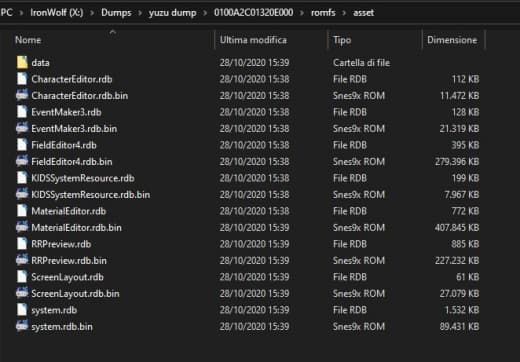 PC > IronWolf (X:) > Dumps > yuzu dump > 0100A2C01320E000 > romfs > asset
Nome Ultima modifica Tipo Dimensione
data 28/10/2020 15:39 Cartella di file
CharacterEditor.rdb 28/10/2020 15:38 File RDB 112 KB
CharacterEditor.rdb.bin 28/10/2020 15:38 Snes9x ROM 11.472 KB
EventMaker3.rdb 28/10/2020 15:38 File RDB 128 KB
EventMaker3.rdb.bin 28/10/2020 15:38 Snes9x ROM 21.319 KB
FieldEditor4.rdb 28/10/2020 15:38 File RDB 395 KB
FieldEditor4.rdb.bin 28/10/2020 15:38 Snes9x ROM 279.396 KB
KIDSSystemResource.rdb 28/10/2020 15:38 File RDB 199 KB
KIDSSystemResource.rdb.bin 28/10/2020 15:38 Snes9x ROM 7.967 KB
MaterialEditor.rdb 28/10/2020 15:38 File RDB 772 KB
MaterialEditor.rdb.bin 28/10/2020 15:39 Snes9x ROM 407.845 KB
RRPreview.rdb 28/10/2020 15:39 File RDB 885 KB
RRPreview.rdb.bin 28/10/2020 15:39 Snes9x ROM 227.232 KB
ScreenLayout.rdb 28/10/2020 15:39 File RDB 61 KB
ScreenLayout.rdb.bin 28/10/2020 15:39 Snes9x ROM 27.079 KB
system.rdb 28/10/2020 15:39 File RDB 1.532 KB
system.rdb.bin 28/10/2020 15:39 Snes9x ROM 89.431 KB